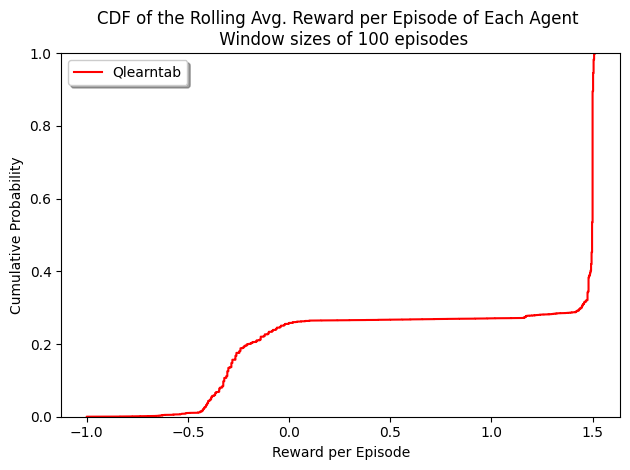 CDF of the Rolling Avg. Reward per Episode of Each Agent
Window sizes of 100 episodes
Qlearntab
Cumulative Probability
1.0
0.8
0.6
0.4
0.2
0.0
−1.0 −0.5 0.0 0.5 1.0 1.5
Reward per Episode